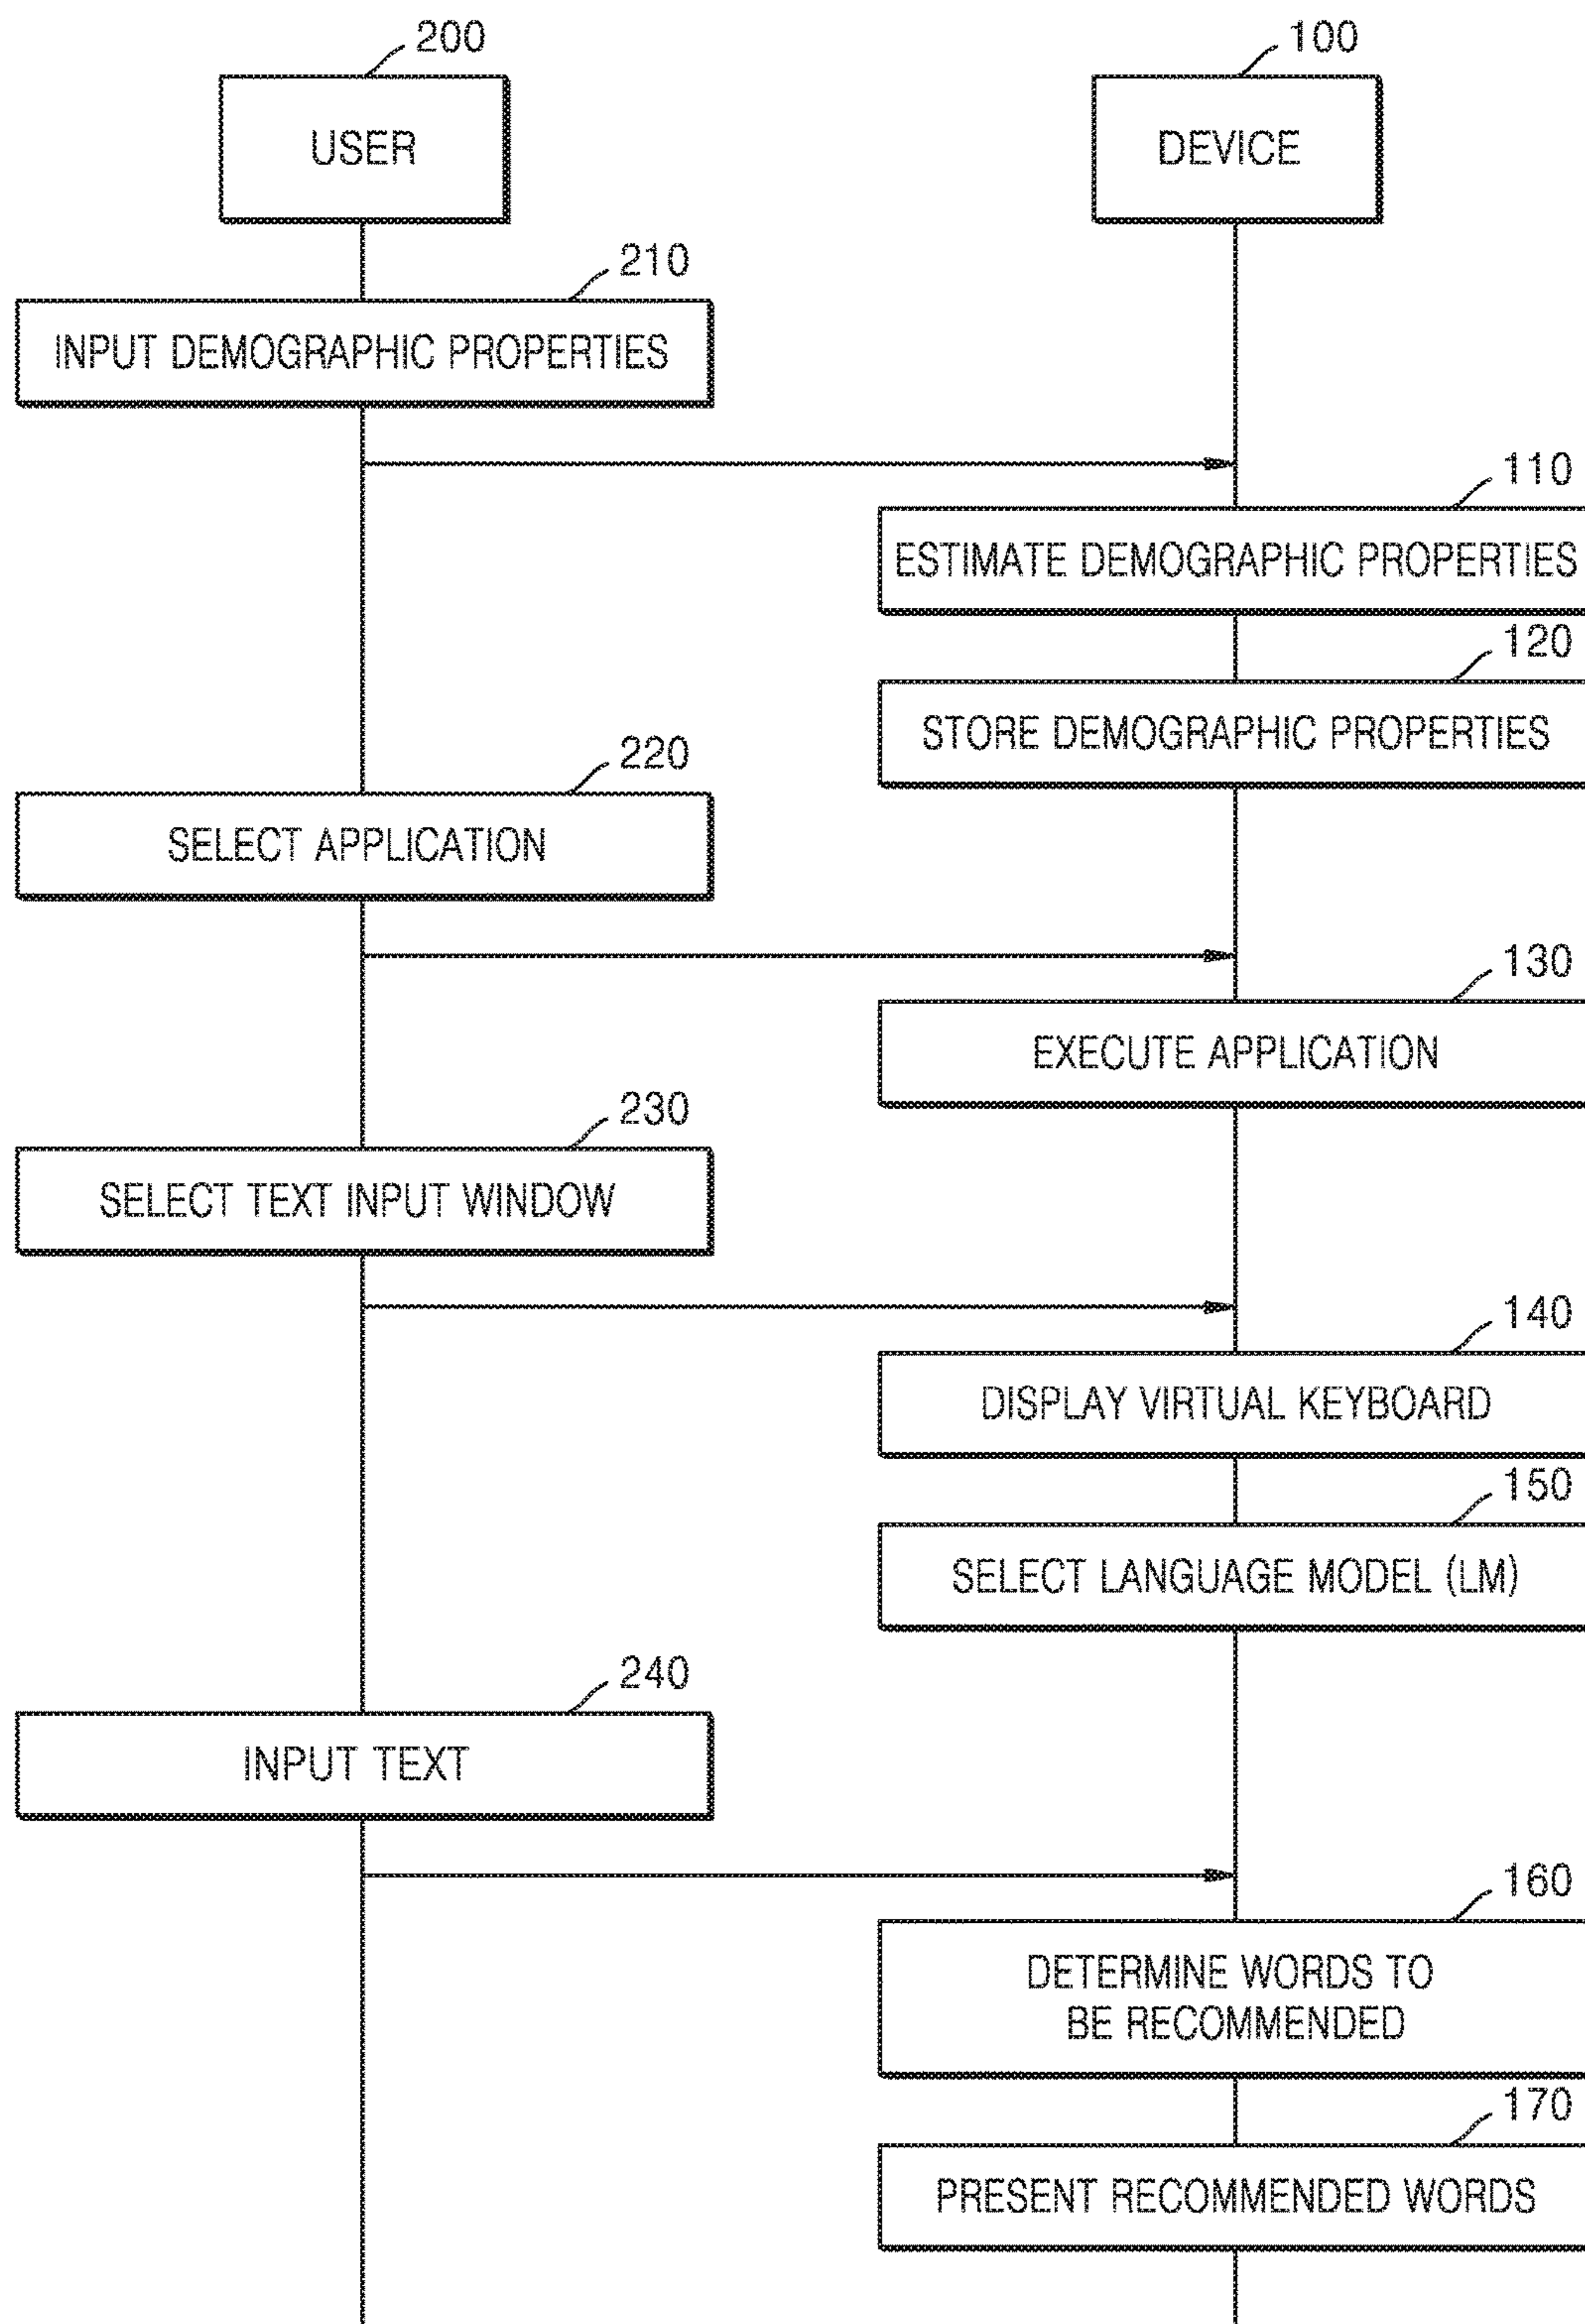 200
100
USER
DEVICE
210
INPUT DEMOGRAPHIC PROPERTIES
110
ESTIMATE DEMOGRAPHIC PROPERTIES
120
STORE DEMOGRAPHIC PROPERTIES
220
SELECT APPLICATION
130
EXECUTE APPLICATION
230
SELECT TEXT INPUT WINDOW
140
DISPLAY VIRTUAL KEYBOARD
150
SELECT LANGUAGE MODEL (LM)
240
INPUT TEXT
160
DETERMINE WORDS TO
BE RECOMMENDED
170
PRESENT RECOMMENDED WORDS